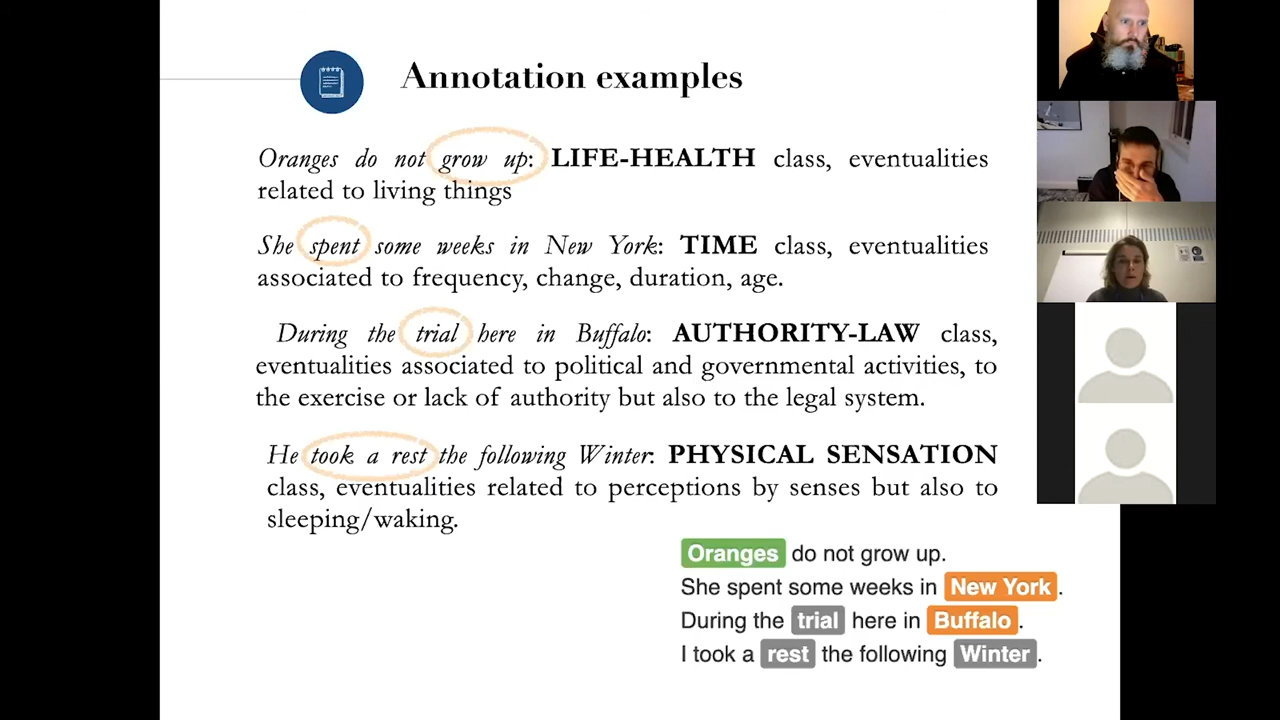 Annotation examples
Oranges do not grow up: LIFE-HEALTH class, eventualities
related to living things
She spent some weeks in New York: TIME class, eventualities
associated to frequency, change, duration, age.
During the trial here in Buffalo: AUTHORITY-LAW class,
eventualities associated to political and governmental activities, to
the exercise or lack of authority but also to the legal system.
He took a rest the following Winter: PHYSICAL SENSATION
class, eventualities related to perceptions by senses but also to
sleeping/waking.
Oranges do not grow up.
She spent some weeks in New York.
During the trial here in Buffalo.
I took a rest the following Winter.